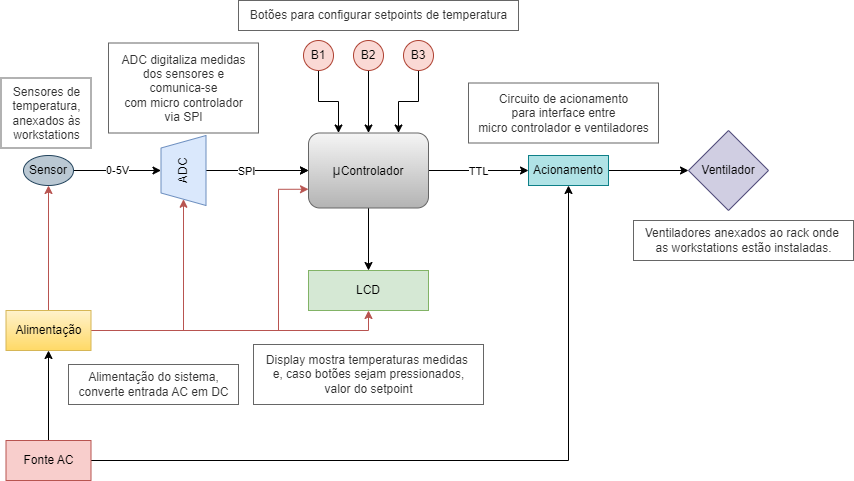 Botões para configurar setpoints de temperatura
B1
B2
B3
ADC digitaliza medidas
dos sensores e
comunica-se
com micro controlador
via SPI
Sensores de
temperatura,
anexados às
workstations
Circuito de acionamento
para interface entre
micro controlador e ventiladores
Sensor
0-5V
ADC
SPI
µControlador
TTL
Acionamento
Ventilador
Ventiladores anexados ao rack onde
as workstations estão instaladas.
LCD
Alimentação
Display mostra temperaturas medidas
e, caso botões sejam pressionados,
valor do setpoint
Alimentação do sistema,
converte entrada AC em DC
Fonte AC